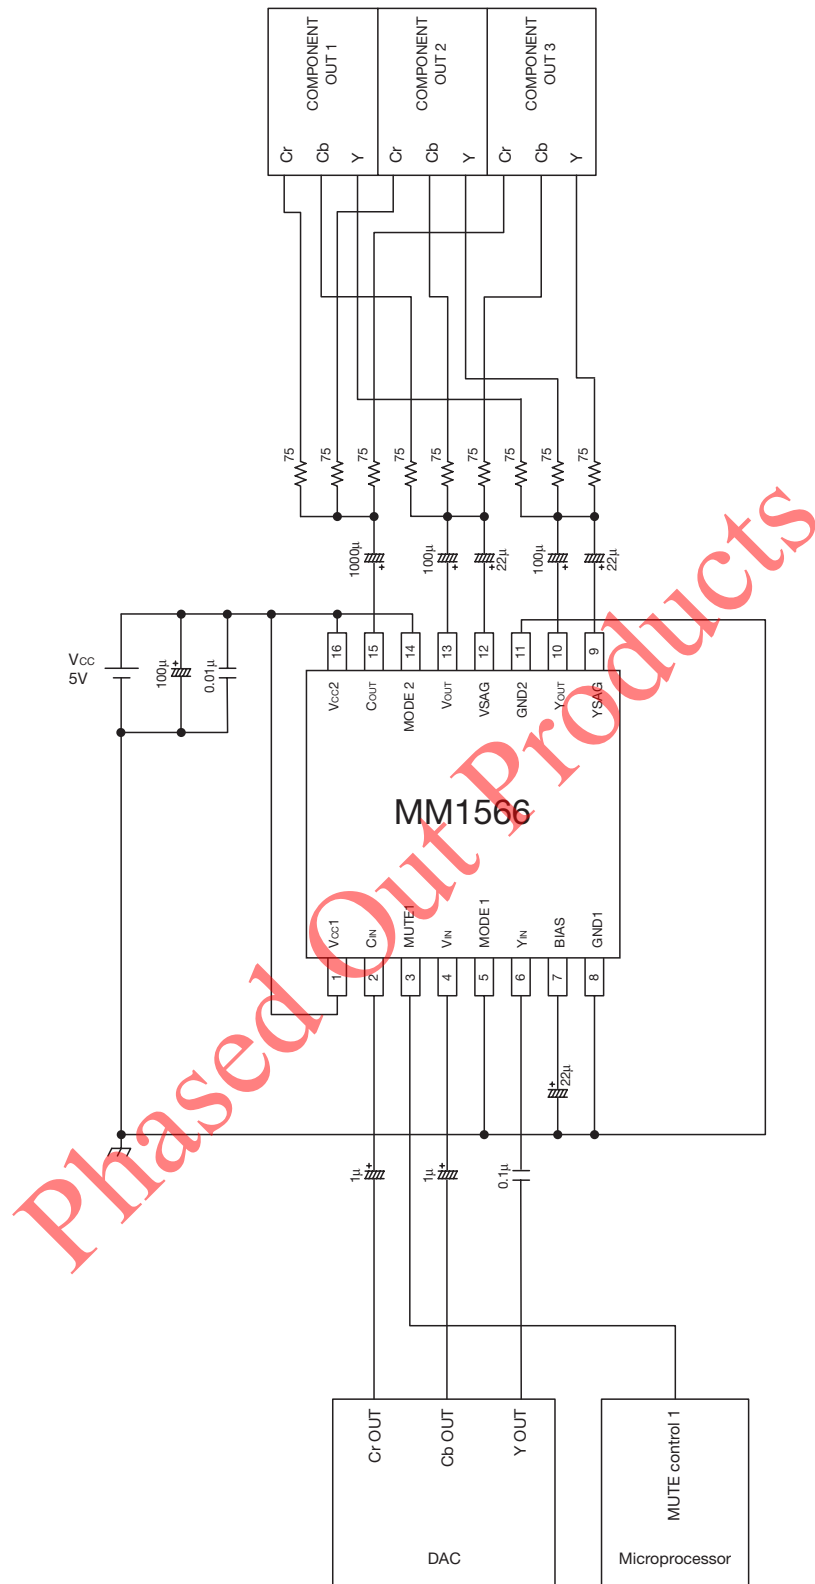 COMPONENT
OUT 1
COMPONENT
OUT 2
COMPONENT
OUT 3
Cr
Cb
Y
Cr
Cb
Y
Cr
Cb
Y
75
75
75
75
75
75
75
75
75
1000μ
100μ
22μ
100μ
22μ
Vcc
5V
100μ
0.01μ
16
15
14
13
12
11
10
9
Vcc2
COUT
MODE 2
VOUT
VSAG
GND2
YOUT
YSAG
MM1566
Vcc1
CIN
MUTE1
VIN
MODE 1
YIN
BIAS
GND1
1
2
3
4
5
6
7
8
22μ
1μ
1μ
0.1μ
Cr OUT
Cb OUT
Y OUT
DAC
MUTE control 1
Microprocessor
Phased Out Products